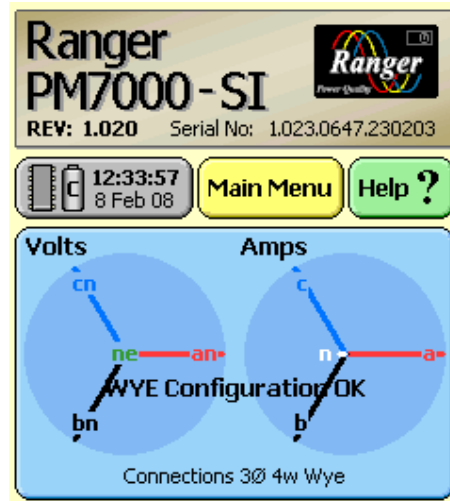 Ranger
PM7000-SI
REV: 1.020 Serial No: 1.023.0647.230203
Ranger
Power Quality
C
12:33:57
8 Feb 08
Main Menu
Help ?
Volts
Amps
cn
ne
an
bn
c
n
a
b
WYE Configuration OK
Connections 3Ø 4w Wye